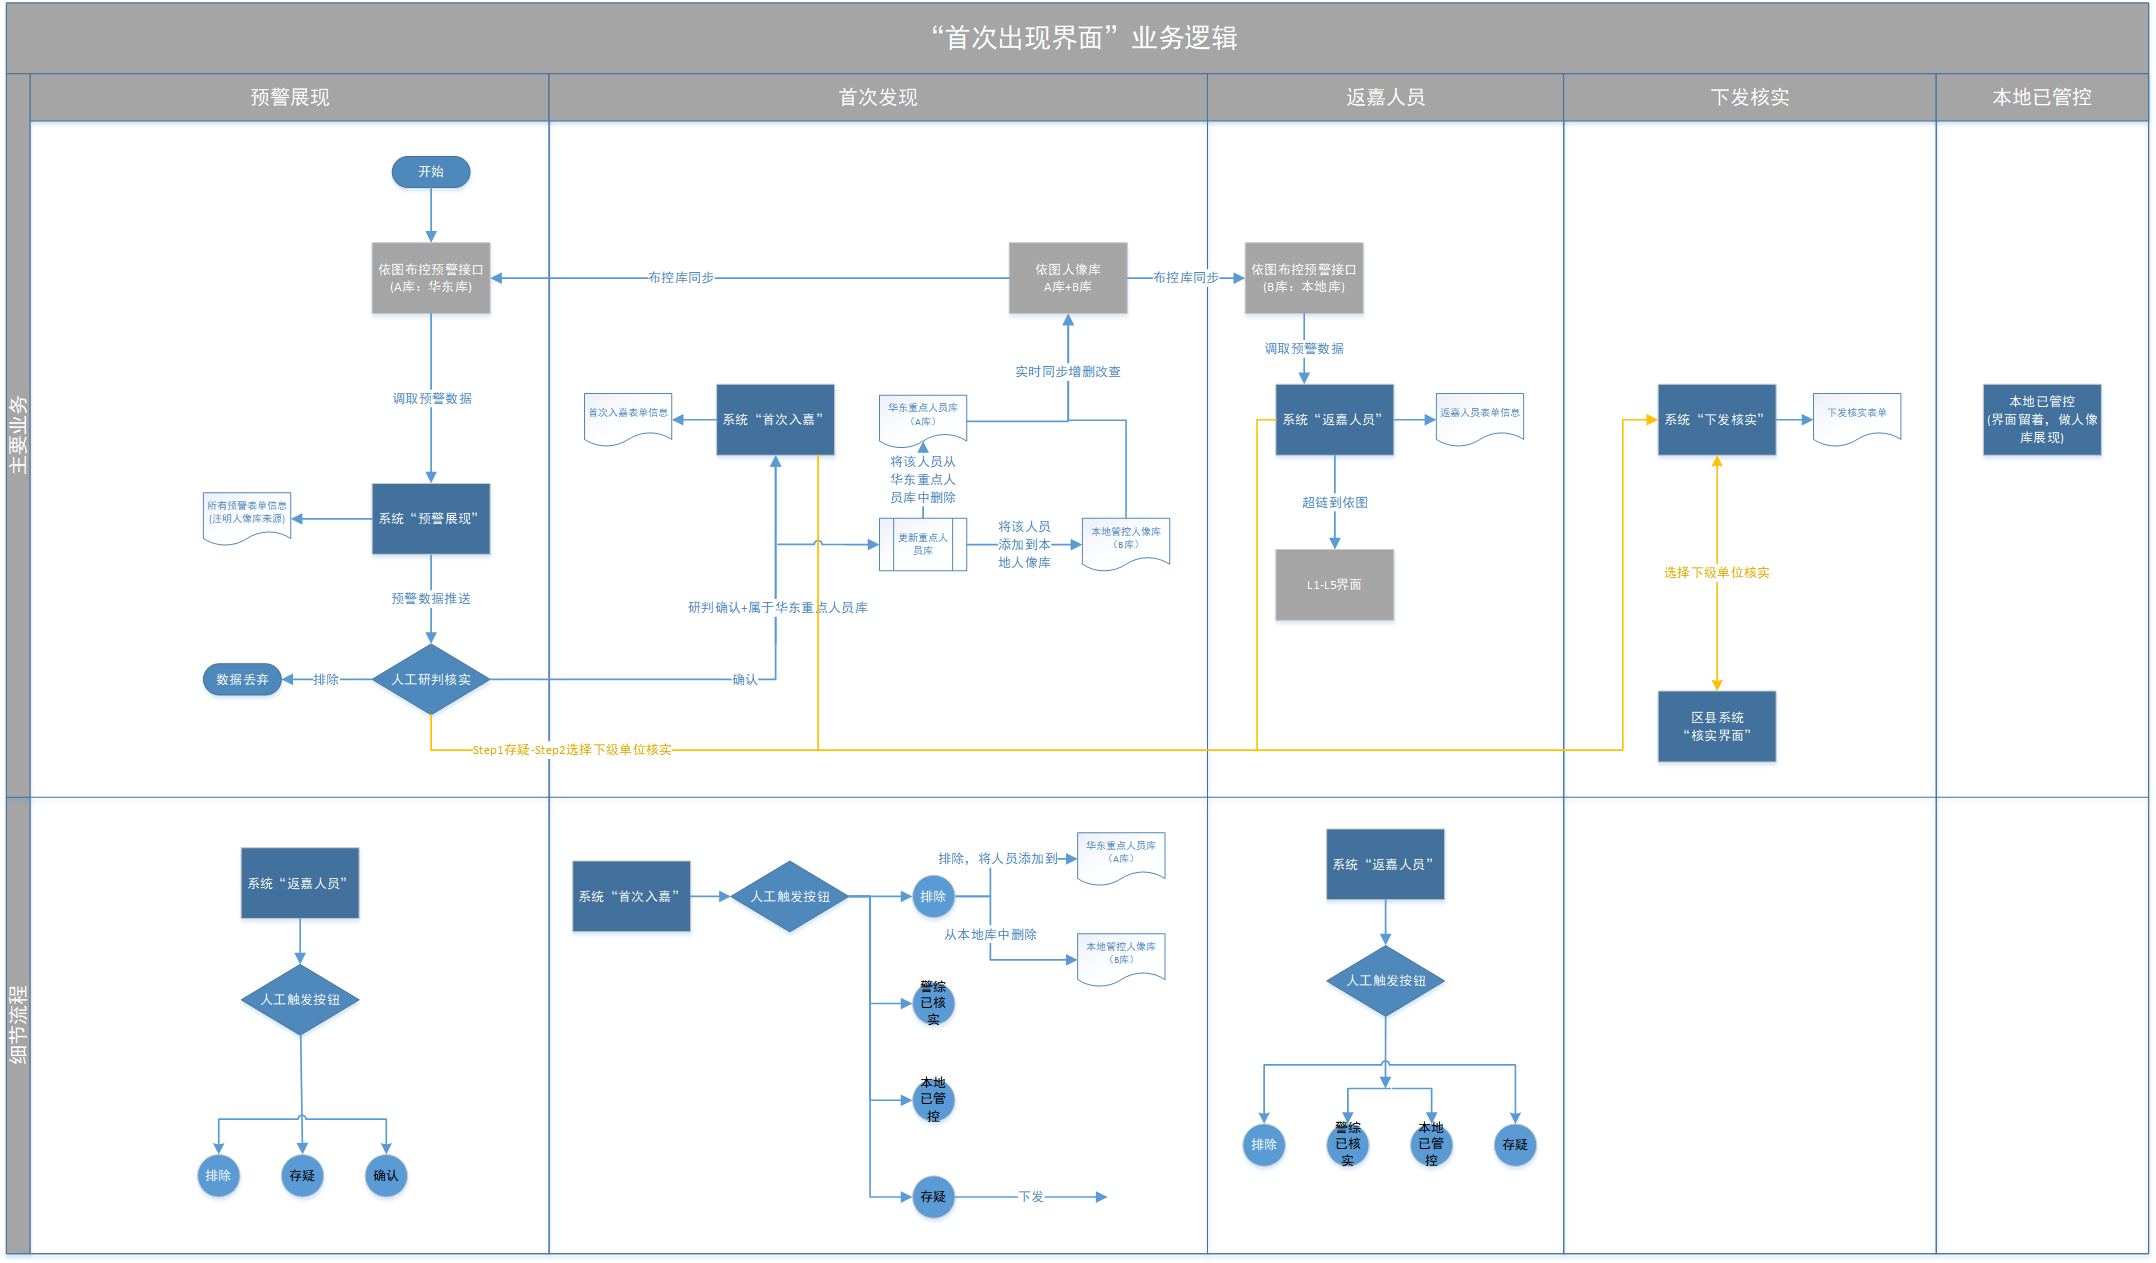 “首次出现界面”业务逻辑
预警展现
首次发现
返嘉人员
下发核实
本地已管控
主要业务
开始
依图布控预警接口
(A库：华东库)
布控库同步
依图人像库
A库+B库
布控库同步
依图布控预警接口
(B库：本地库)
调取预警数据
实时同步增删改查
调取预警数据
首次入嘉表单信息
系统“首次入嘉”
华东重点人员库
（A库）
系统“返嘉人员”
返嘉人员表单信息
系统“下发核实”
下发核实表单
本地已管控
(界面留着，做人像
库展现)
将该人员从
华东重点人
员库中删除
所有预警表单信息
(注明人像库来源)
系统“预警展现”
超链到依图
更新重点人
员库
将该人员
添加到本
地人像库
本地管控人像库
（B库）
L1-L5界面
选择下级单位核实
预警数据推送
研判确认+属于华东重点人员库
数据丢弃
排除
人工研判核实
确认
区县系统
“核实界面”
Step1存疑-Step2选择下级单位核实
细节流程
系统“返嘉人员”
人工触发按钮
排除
存疑
确认
系统“首次入嘉”
人工触发按钮
排除
排除，将人员添加到
华东重点人员库
（A库）
从本地库中删除
本地管控人像库
（B库）
警综
已核
实
本地
已管
控
存疑
下发
系统“返嘉人员”
人工触发按钮
排除
警综
已核
实
本地
已管
控
存疑